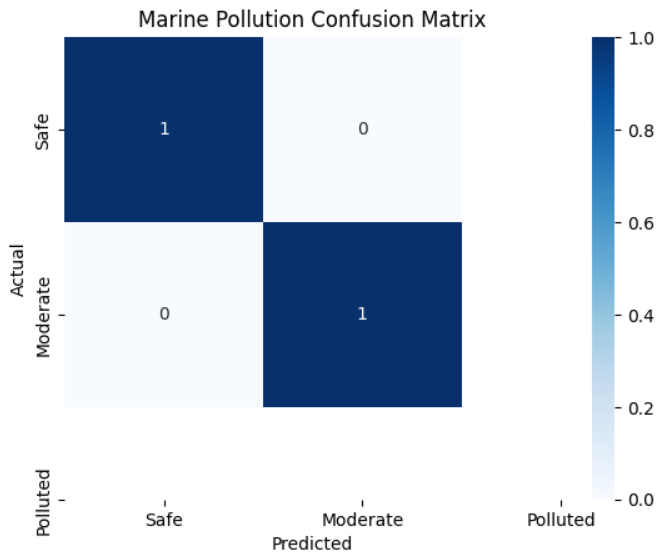 Marine Pollution Confusion Matrix
Safe
1
0
1.0
0.8
0.6
Actual
Moderate
0
1
0.4
0.2
Polluted
0.0
Safe
Moderate
Polluted
Predicted